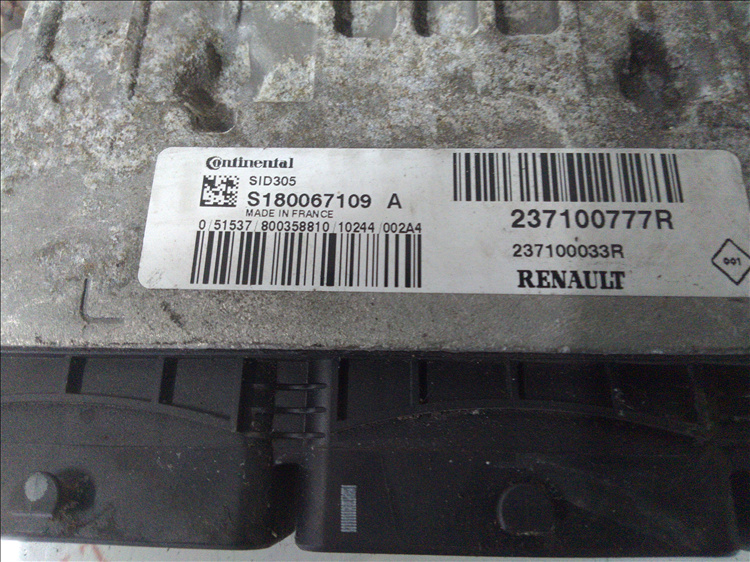 Continental
SID305
S180067109 A
MADE IN FRANCE
0/51537/800358810/10244/002A4
237100777R
237100033R
RENAULT
001